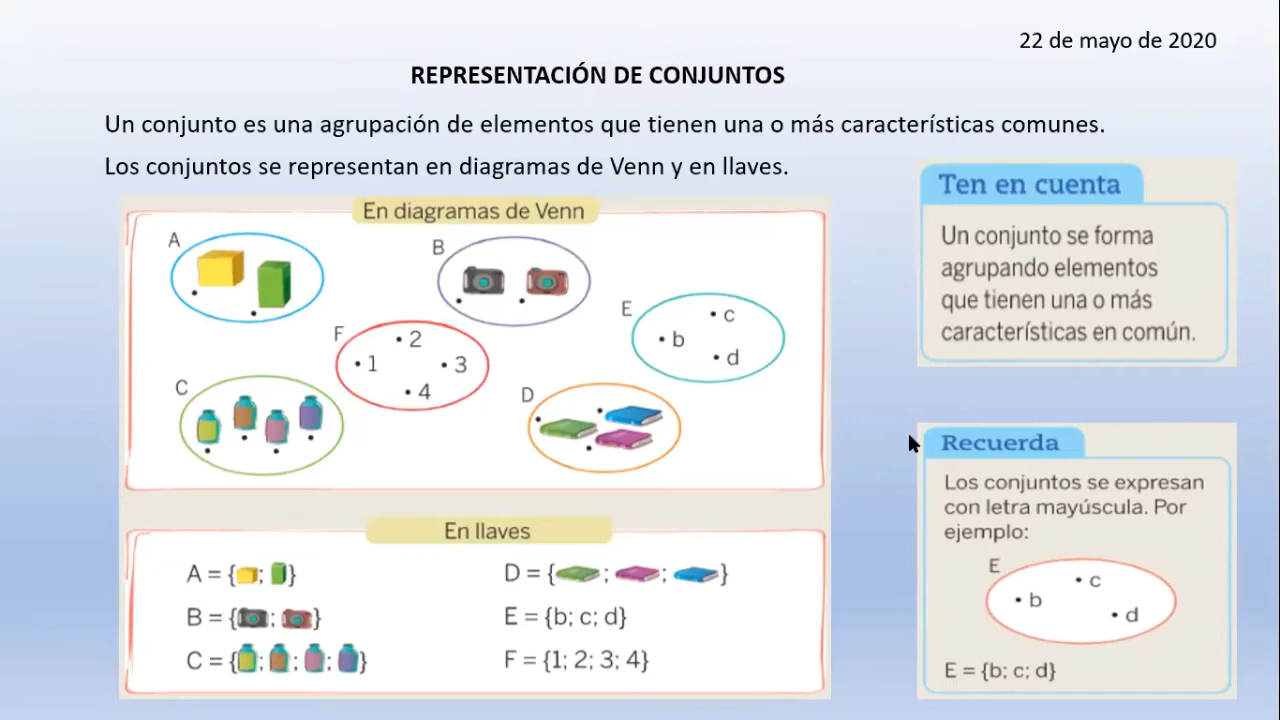 22 de mayo de 2020
REPRESENTACIÓN DE CONJUNTOS
Un conjunto es una agrupación de elementos que tienen una o más características comunes.
Los conjuntos se representan en diagramas de Venn y en llaves.
En diagramas de Venn
A
B
E
c
b
d
F
2
1
3
4
C
D
En llaves
A = { ; }
B = { ; }
C = { ; ; ; }
D = { ; ; }
E = {b; c; d}
F = {1; 2; 3; 4}
Ten en cuenta
Un conjunto se forma
agrupando elementos
que tienen una o más
características en común.
Recuerda
Los conjuntos se expresan
con letra mayúscula. Por
ejemplo:
E
c
b
d
E = {b; c; d}